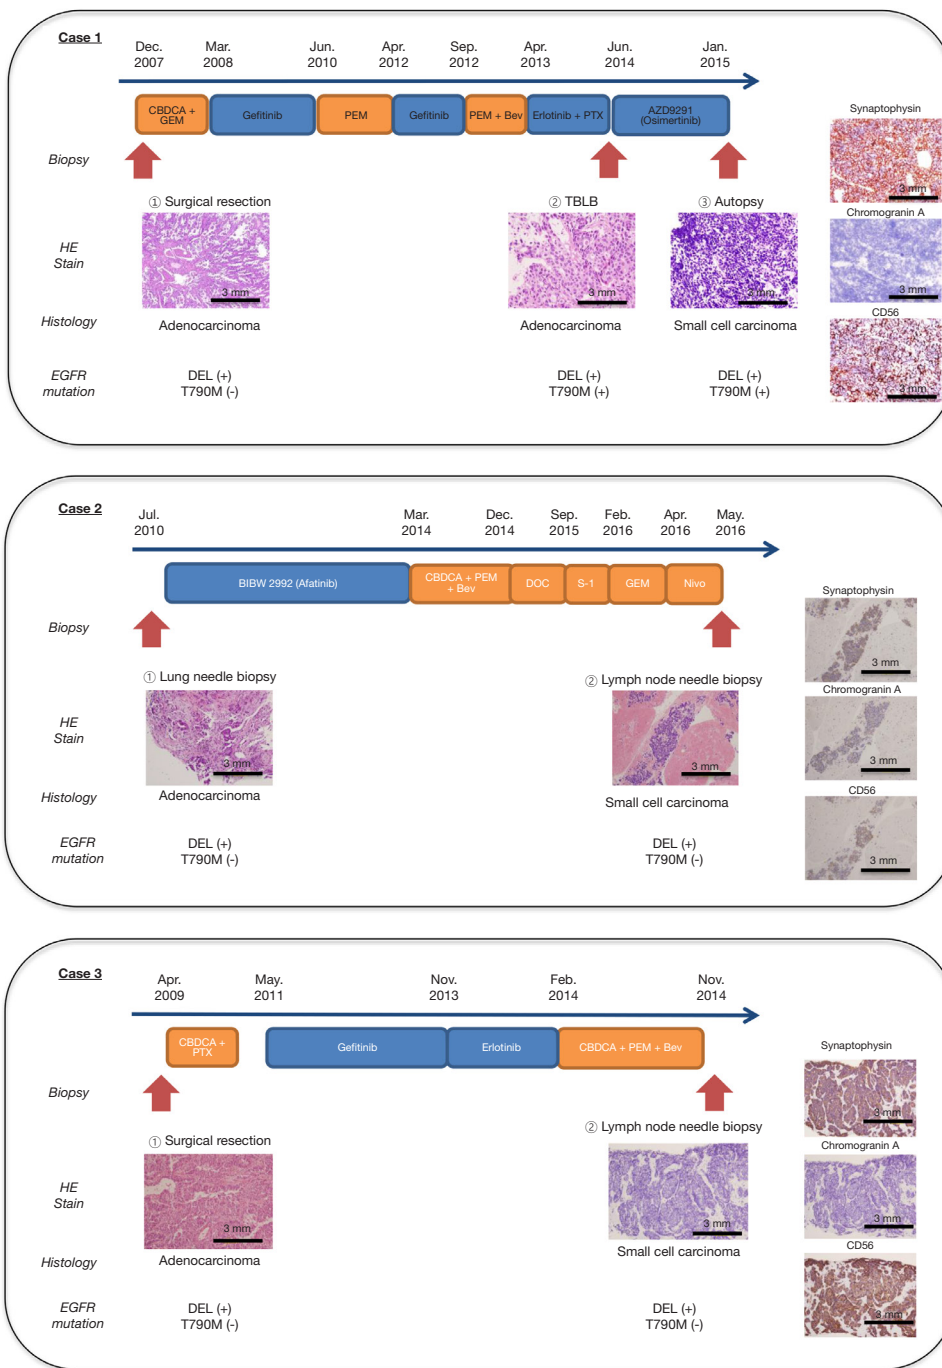 Case 1
Dec. 2007
Mar. 2008
Jun. 2010
Apr. 2012
Sep. 2012
Apr. 2013
Jun. 2014
Jan. 2015
CBDCA + GEM
Gefitinib
PEM
Gefitinib
PEM + Bev
Erlotinib + PTX
AZD9291 (Osimertinib)
Biopsy
① Surgical resection
② TBLB
③ Autopsy
HE Stain
3 mm
3 mm
3 mm
Histology
Adenocarcinoma
Adenocarcinoma
Small cell carcinoma
EGFR mutation
DEL (+)
T790M (-)
DEL (+)
T790M (+)
DEL (+)
T790M (+)
Synaptophysin
3 mm
Chromogranin A
3 mm
CD56
3 mm
Case 2
Jul. 2010
Mar. 2014
Dec. 2014
Sep. 2015
Feb. 2016
Apr. 2016
May. 2016
BIBW 2992 (Afatinib)
CBDCA + PEM + Bev
DOC
S-1
GEM
Nivo
Biopsy
① Lung needle biopsy
② Lymph node needle biopsy
HE Stain
3 mm
3 mm
Histology
Adenocarcinoma
Small cell carcinoma
EGFR mutation
DEL (+)
T790M (-)
DEL (+)
T790M (-)
Synaptophysin
3 mm
Chromogranin A
3 mm
CD56
3 mm
Case 3
Apr. 2009
May. 2011
Nov. 2013
Feb. 2014
Nov. 2014
CBDCA + PTX
Gefitinib
Erlotinib
CBDCA + PEM + Bev
Biopsy
① Surgical resection
② Lymph node needle biopsy
HE Stain
3 mm
3 mm
Histology
Adenocarcinoma
Small cell carcinoma
EGFR mutation
DEL (+)
T790M (-)
DEL (+)
T790M (-)
Synaptophysin
3 mm
Chromogranin A
3 mm
CD56
3 mm